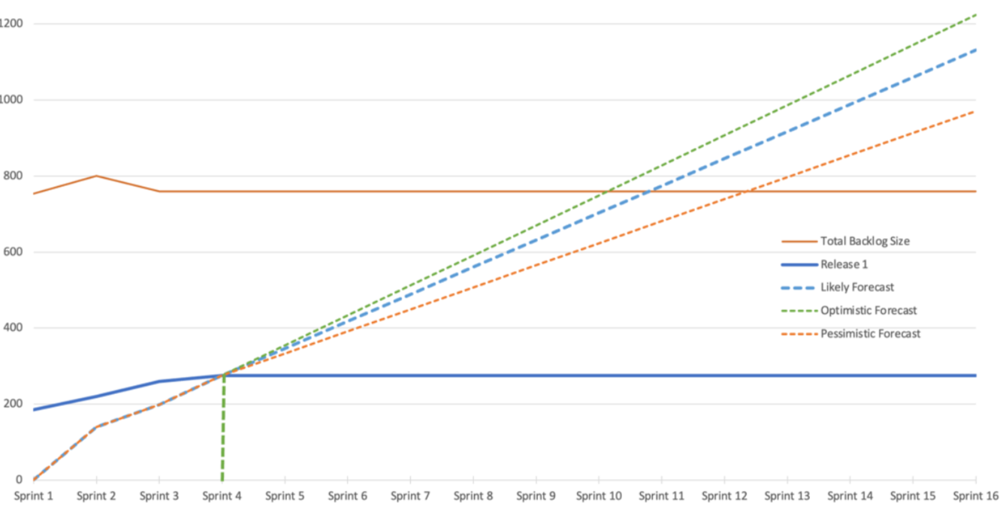 1200
1000
800
600
400
200
0
Total Backlog Size
Release 1
Likely Forecast
Optimistic Forecast
Pessimistic Forecast
Sprint 1 Sprint 2 Sprint 3 Sprint 4 Sprint 5 Sprint 6 Sprint 7 Sprint 8 Sprint 9 Sprint 10 Sprint 11 Sprint 12 Sprint 13 Sprint 14 Sprint 15 Sprint 16